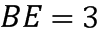 BE = 3